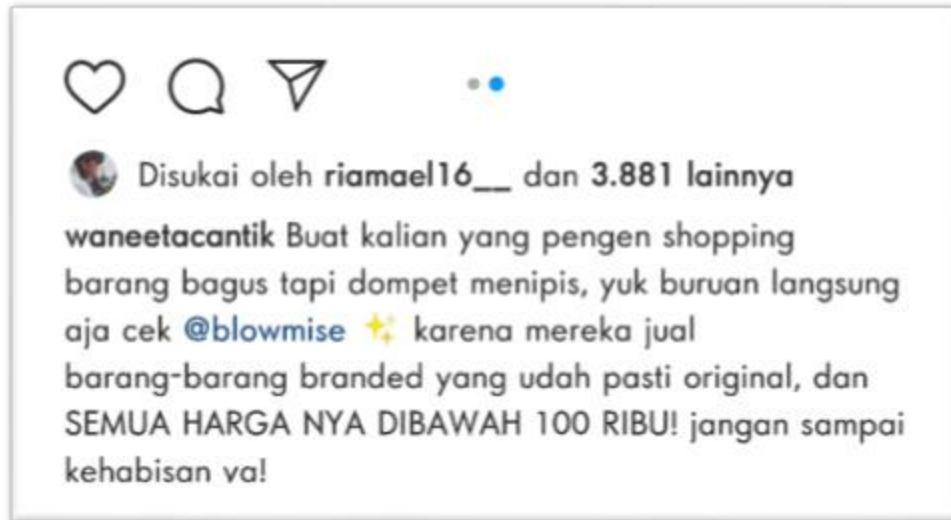 Disukai oleh riamael16__ dan 3.881 lainnya
waneetacantik Buat kalian yang pengen shopping
barang bagus tapi dompet menipis, yuk buruan langsung
aja cek @blowmise ✨ karena mereka jual
barang-barang branded yang udah pasti original, dan
SEMUA HARGA NYA DIBAWAH 100 RIBU! jangan sampai
kehabisan ya!